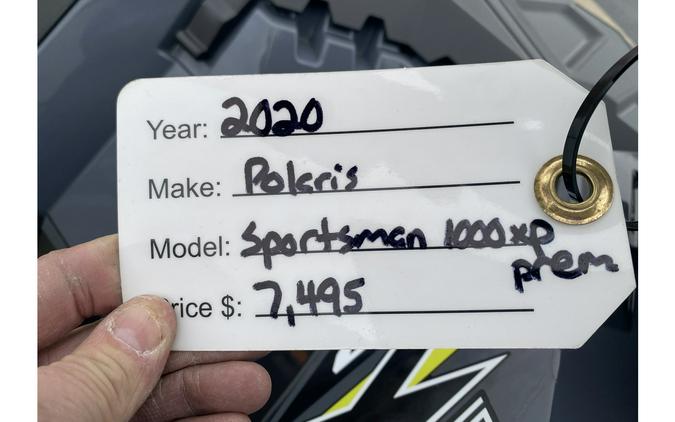 Year: 2020
Make: Polaris
Model: Sportsman 1000 xp
prem
rice $: 7,495